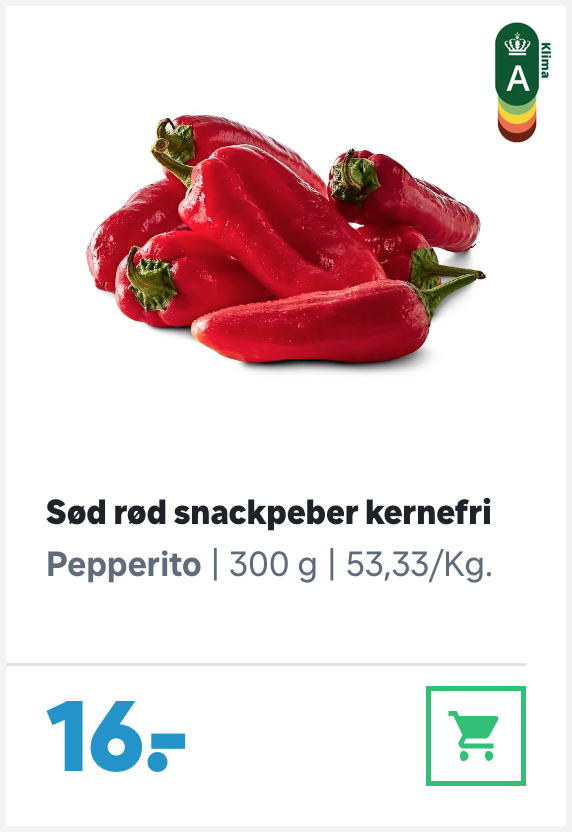 A
Klima
Sød rød snackpeber kernefri
Pepperito | 300 g | 53,33/Kg.
16.-